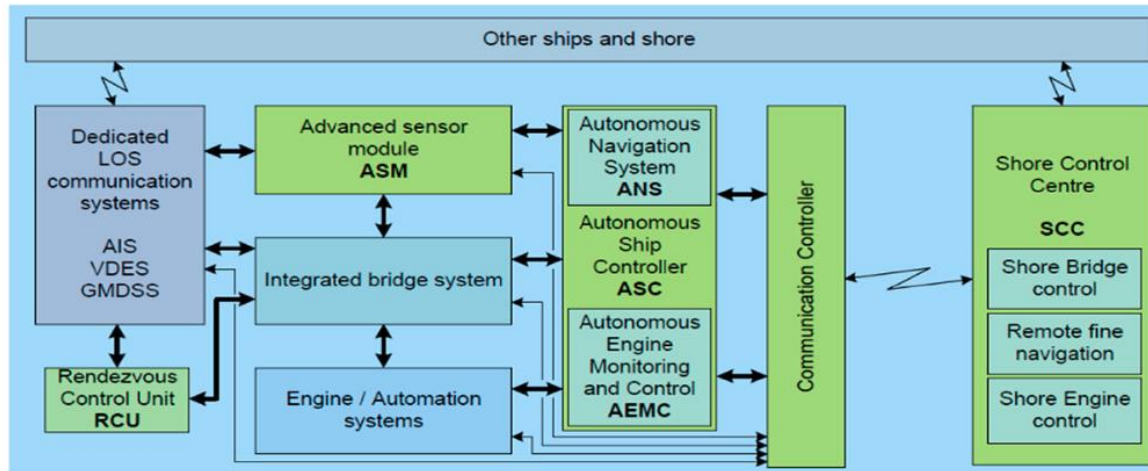 Other ships and shore
Dedicated
LOS
communication
systems
AIS
VDES
GMDSS
Rendezvous
Control Unit
RCU
Advanced sensor
module
ASM
Integrated bridge system
Engine / Automation
systems
Autonomous
Navigation
System
ANS
Autonomous
Ship
Controller
ASC
Autonomous
Engine
Monitoring
and Control
AEMC
Communication Controller
Shore Control
Centre
SCC
Shore Bridge
control
Remote fine
navigation
Shore Engine
control